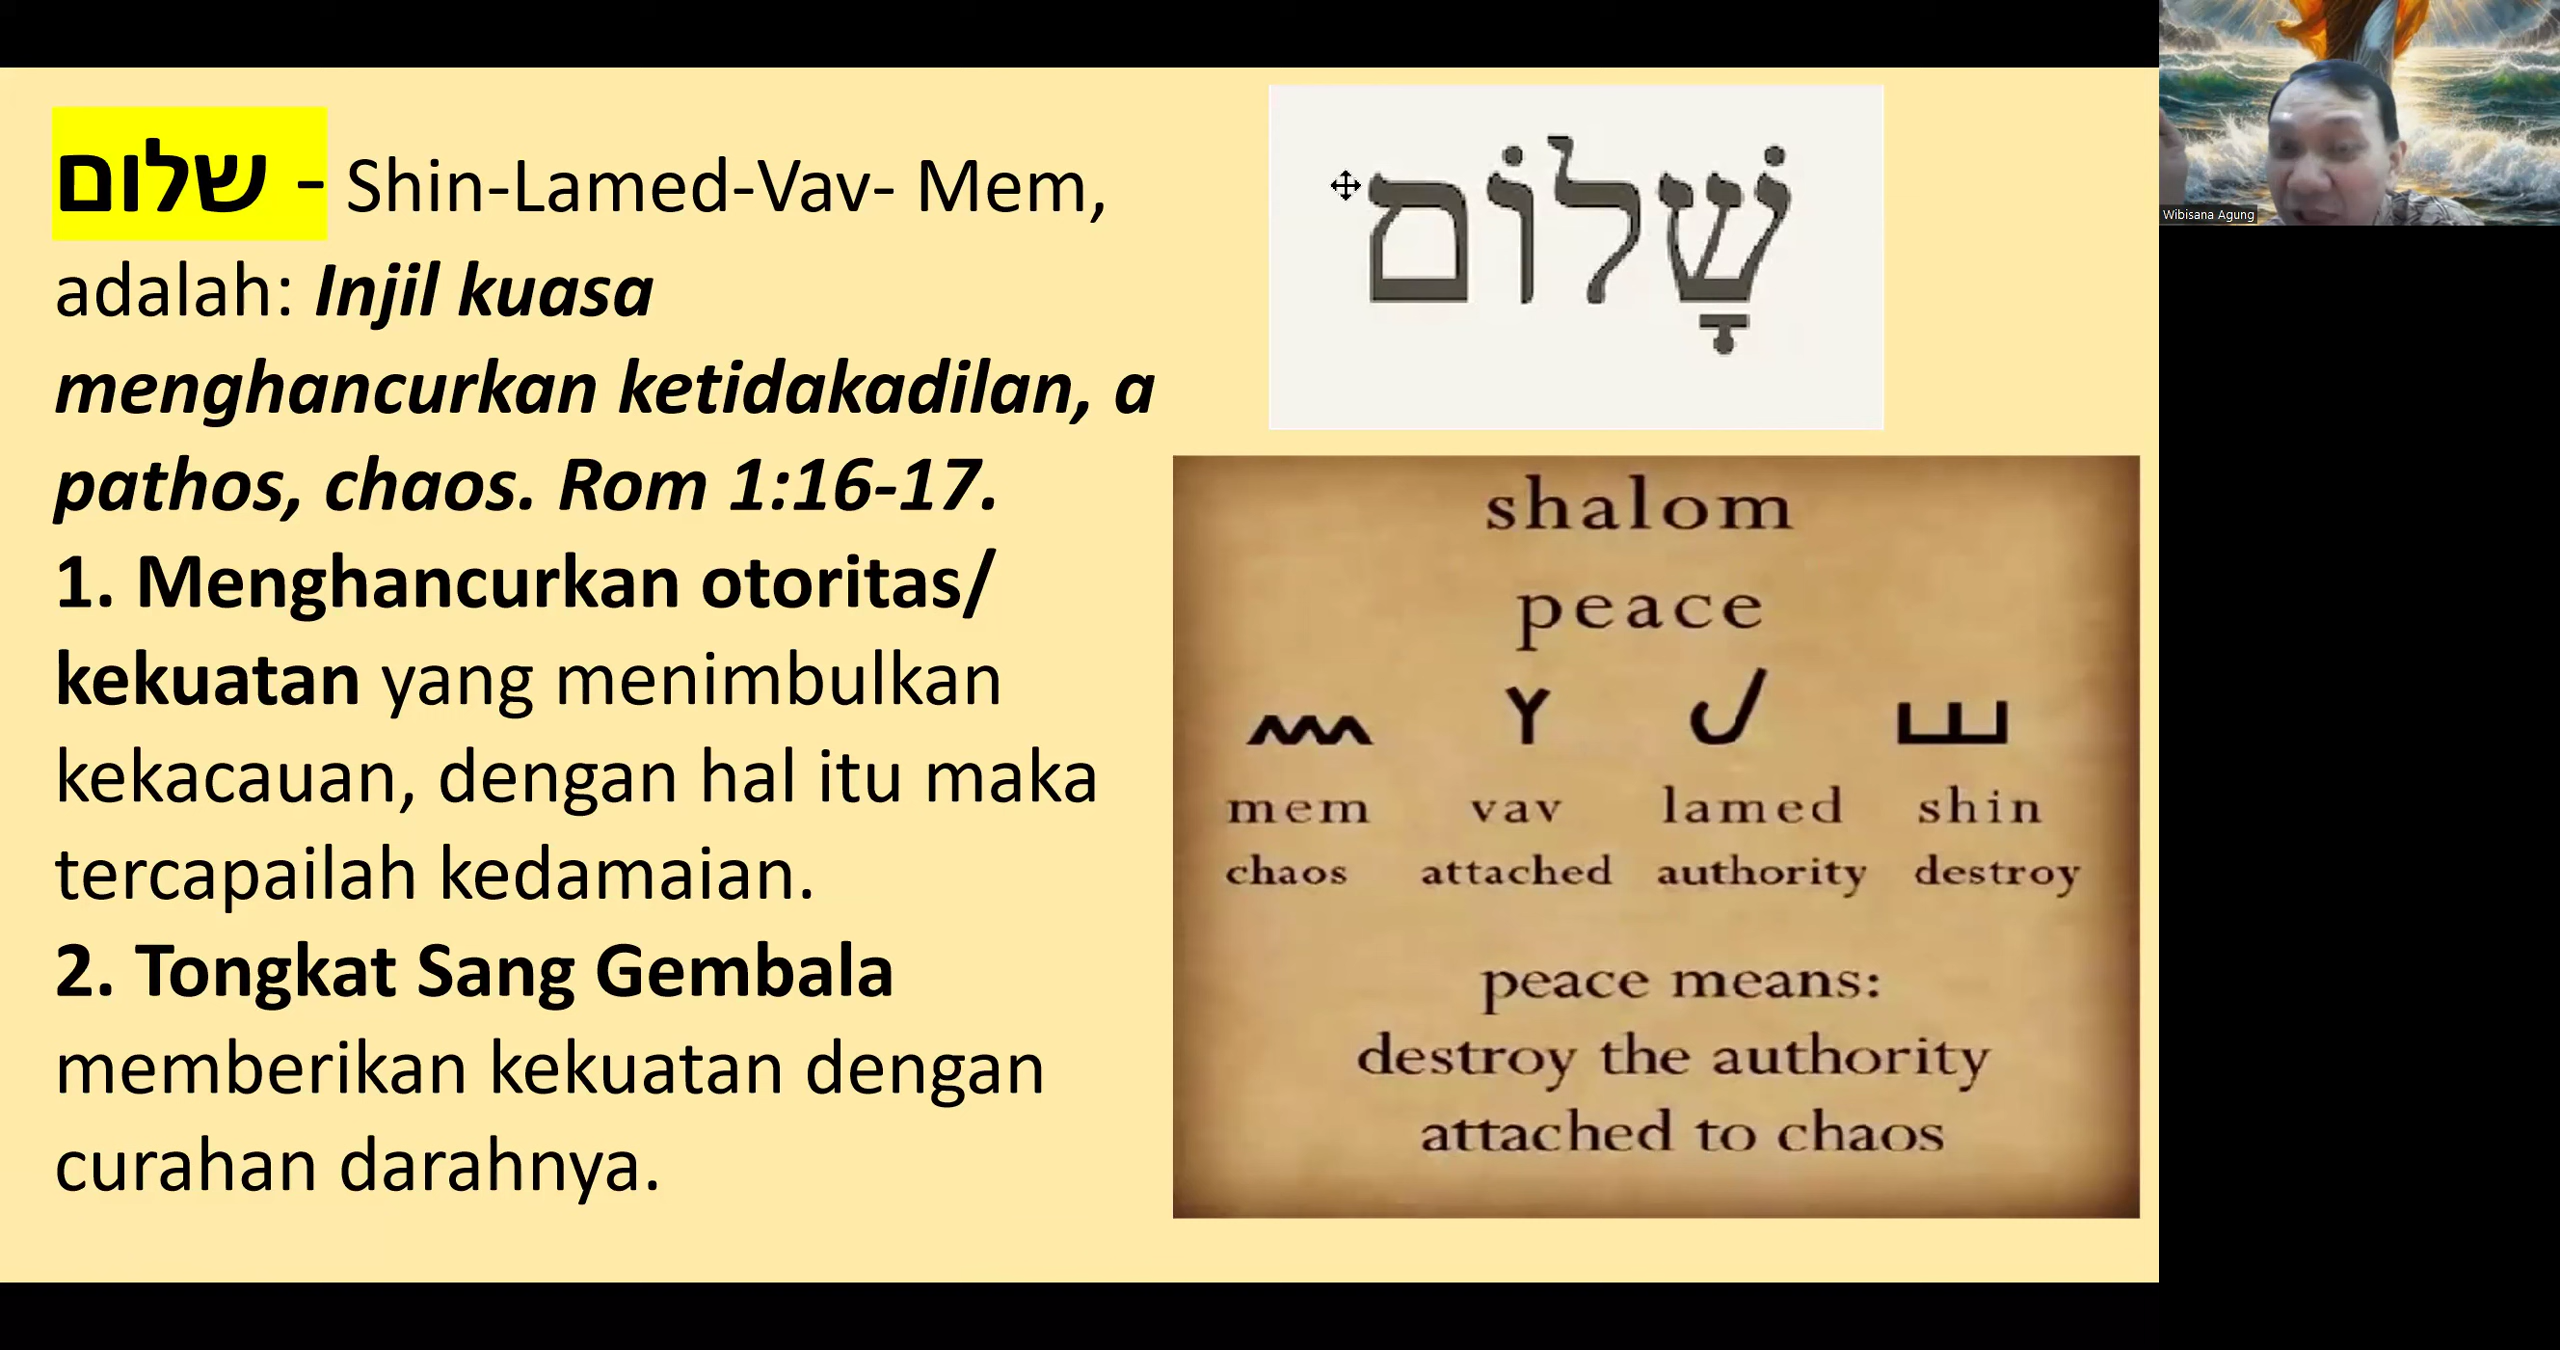 שלום - Shin-Lamed-Vav- Mem,
adalah: Injil kuasa
menghancurkan ketidakadilan, a
pathos, chaos. Rom 1:16-17.
1. Menghancurkan otoritas/
kekuatan yang menimbulkan
kekacauan, dengan hal itu maka
tercapailah kedamaian.
2. Tongkat Sang Gembala
memberikan kekuatan dengan
curahan darahnya.
שָׁלוֹם
shalom
peace
mem vav lamed shin
chaos attached authority destroy
peace means:
destroy the authority
attached to chaos
Wibisana Agung